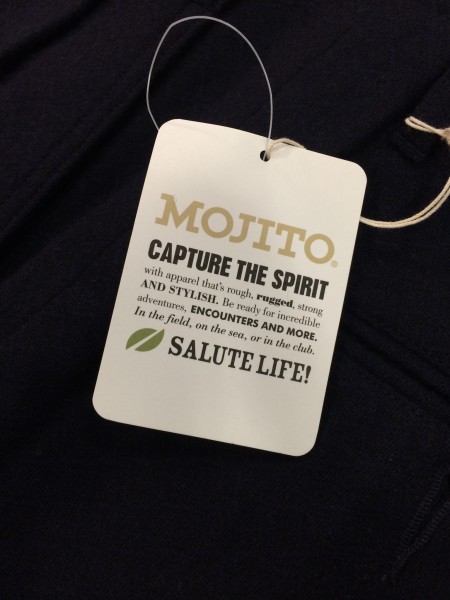 MOJITO®
CAPTURE THE SPIRIT
with apparel that's rough, rugged, strong
AND STYLISH. Be ready for incredible
adventures, ENCOUNTERS AND MORE.
In the field, on the sea, or in the club.
SALUTE LIFE!